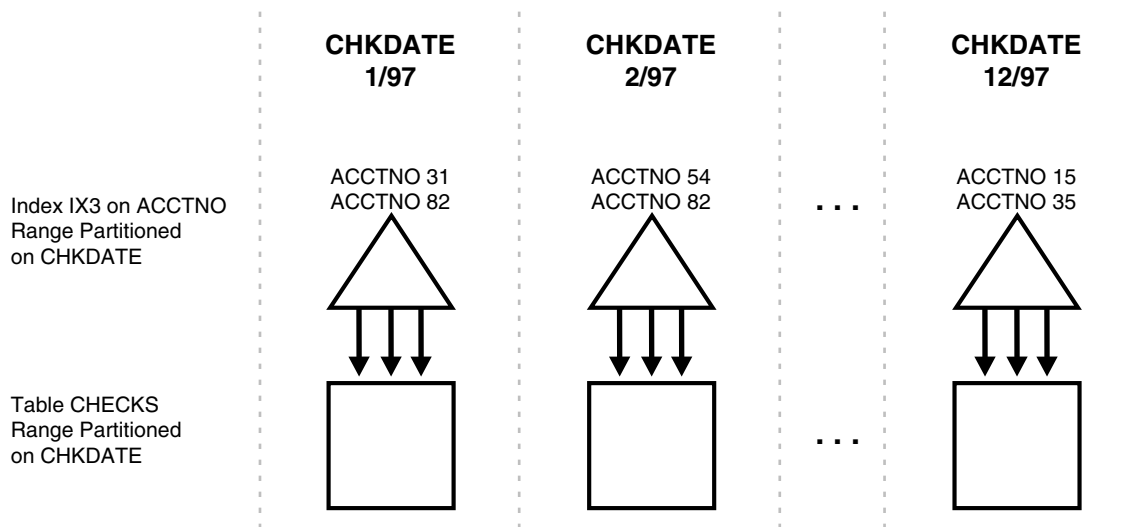 CHKDATE
1/97
CHKDATE
2/97
CHKDATE
12/97
Index IX3 on ACCTNO
Range Partitioned
on CHKDATE
ACCTNO 31
ACCTNO 82
ACCTNO 54
ACCTNO 82
. . .
ACCTNO 15
ACCTNO 35
Table CHECKS
Range Partitioned
on CHKDATE
. . .